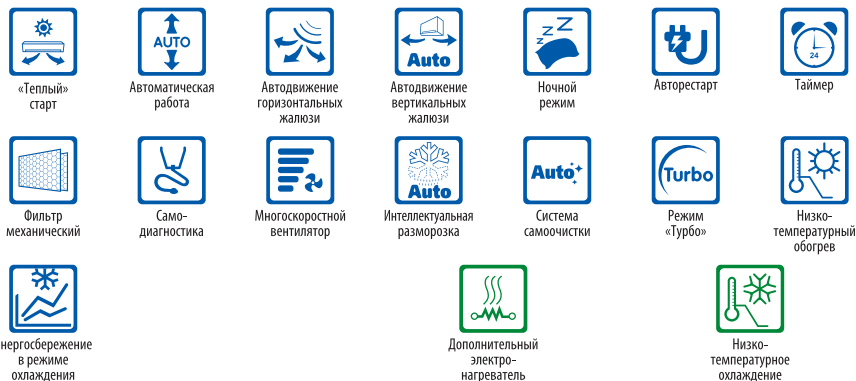 AUTO
Auto
z z z
24
«Теплый»
старт
Автоматическая
работа
Автодвижение
горизонтальных
жалюзи
Автодвижение
вертикальных
жалюзи
Ночной
режим
Авторестарт
Таймер
Auto
Auto
Turbo
Фильтр
механический
Само-
диагностика
Многоскоростной
вентилятор
Интеллектуальная
разморозка
Система
самоочистки
Режим
«Турбо»
Низко-
температурный
обогрев
нергосбережение
в режиме
охлаждения
Дополнительный
электро-
нагреватель
Низко-
температурное
охлаждение